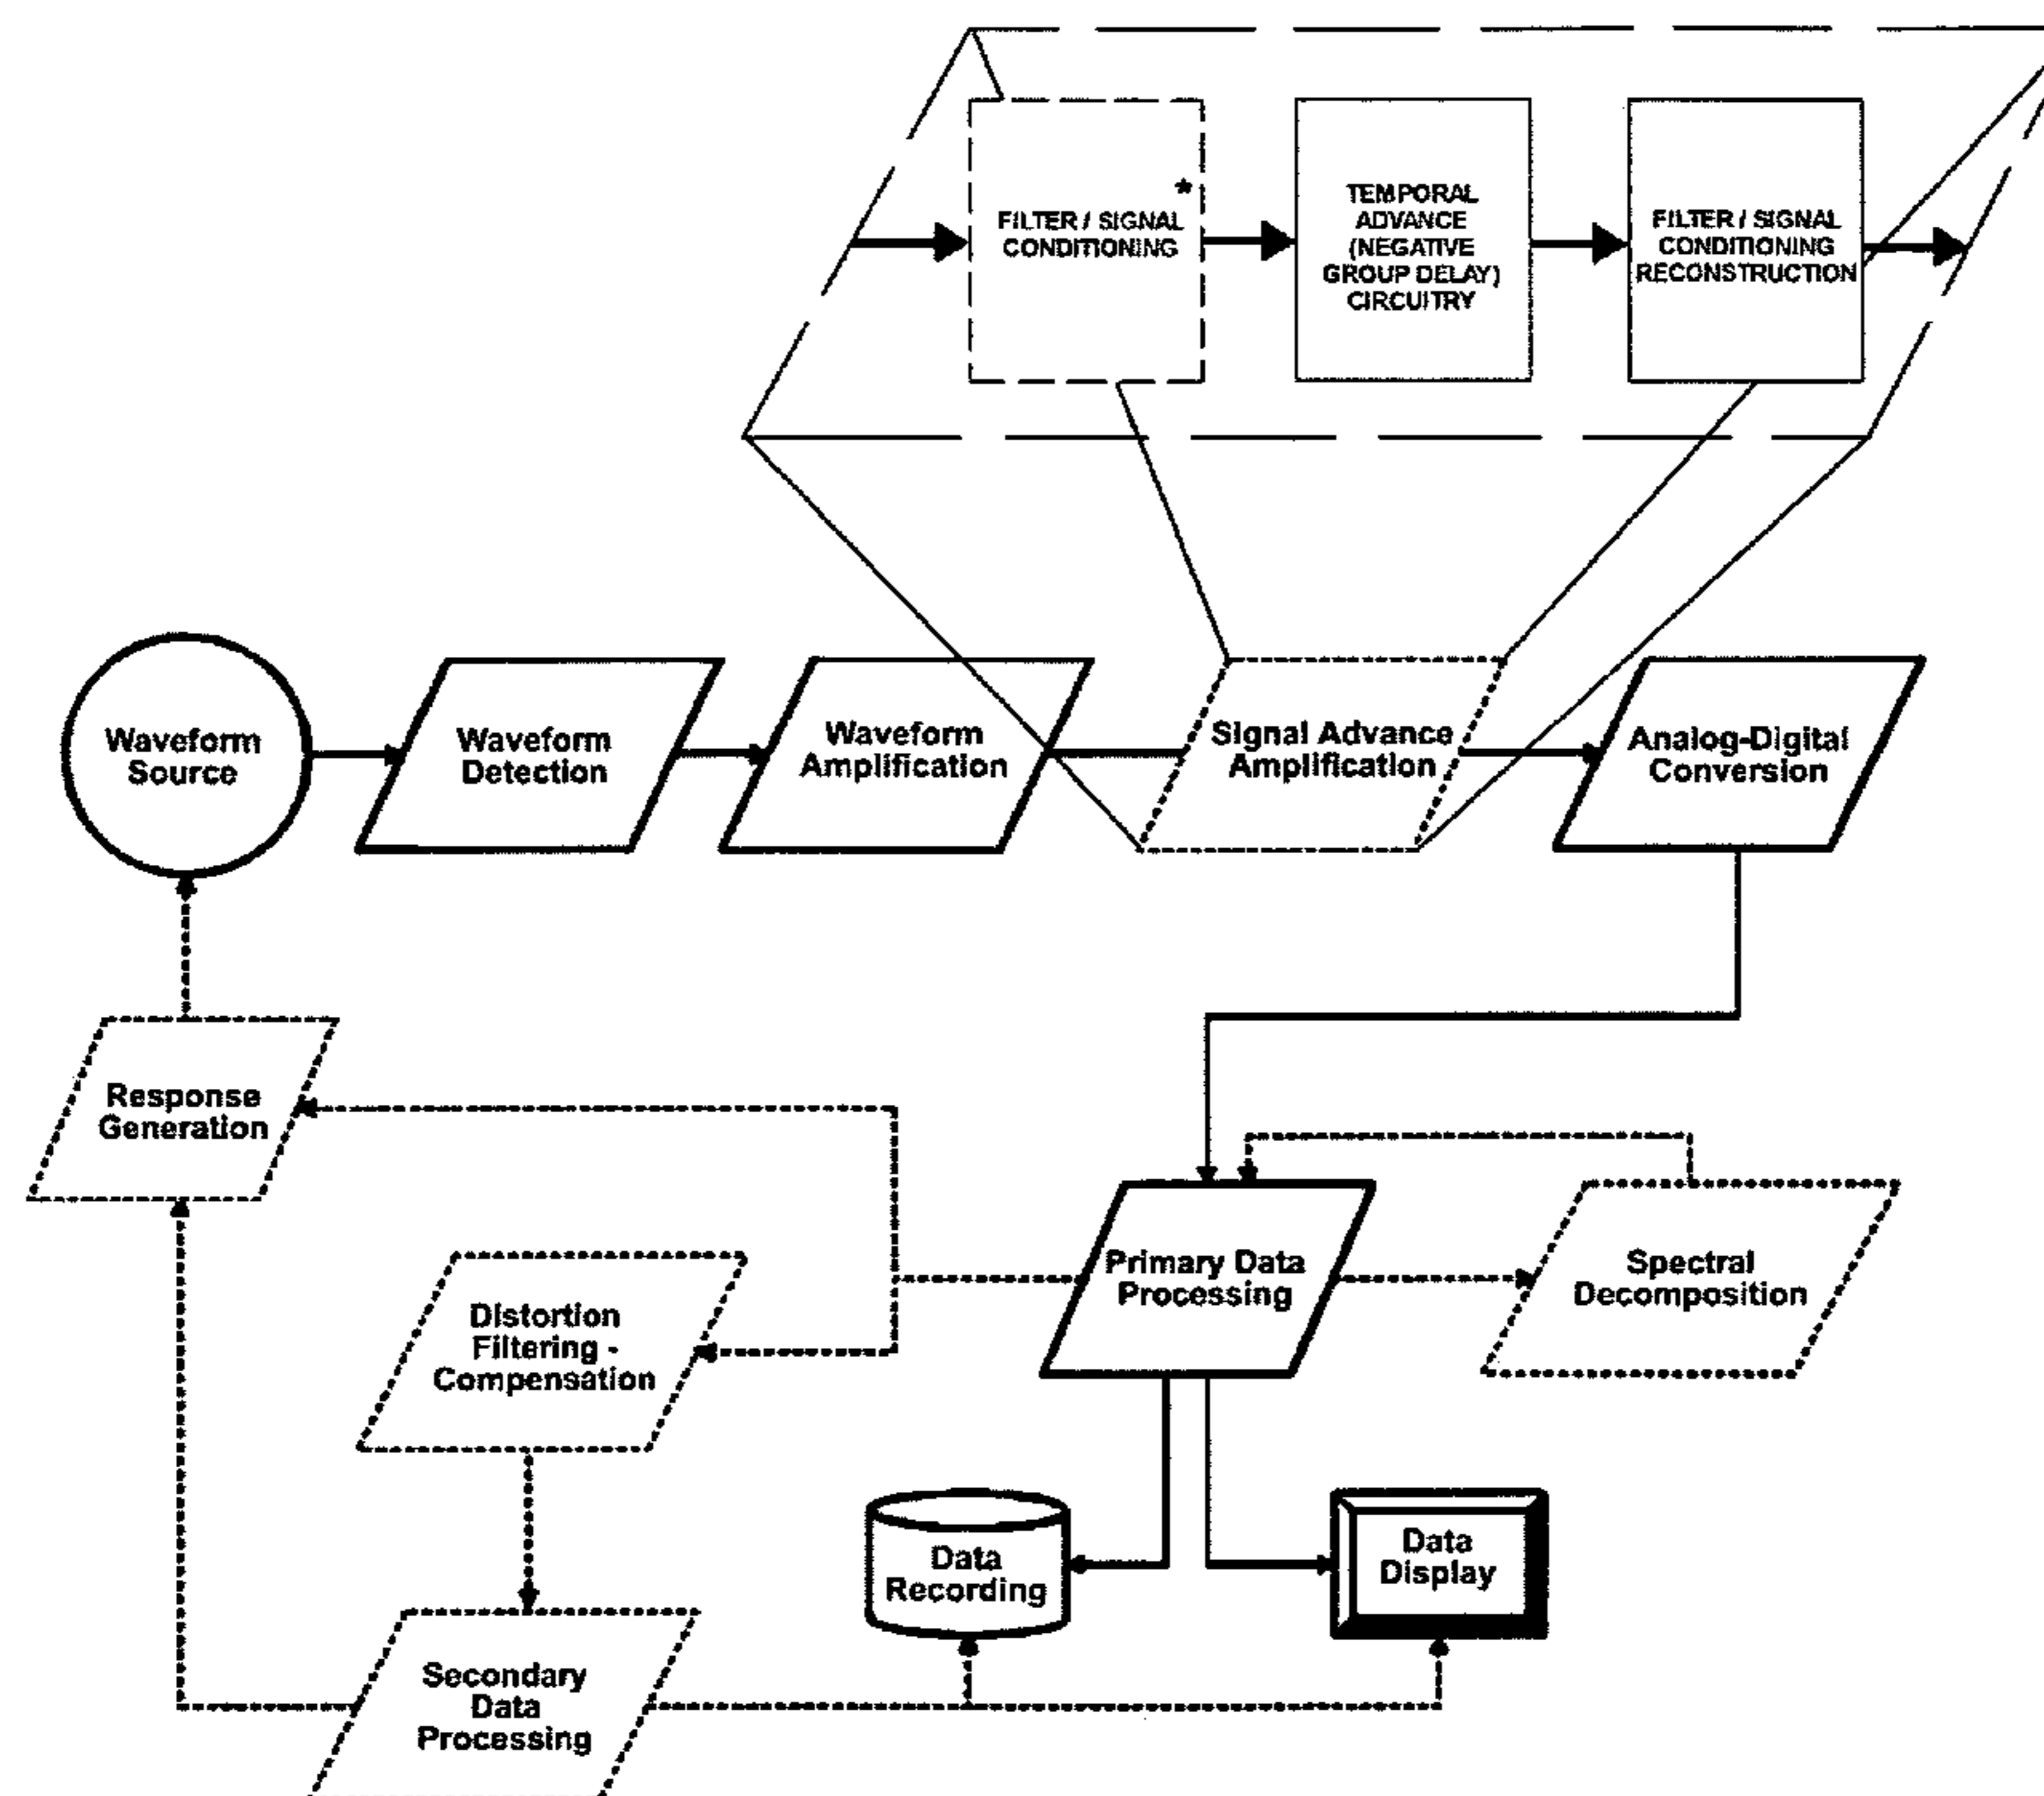 *
FILTER / SIGNAL
CONDITIONING
TEMPORAL
ADVANCE
(NEGATIVE
GROUP DELAY)
CIRCUITRY
FILTER / SIGNAL
CONDITIONING
RECONSTRUCTION
Waveform
Source
Waveform
Detection
Waveform
Amplification
Signal Advance
Amplification
Analog-Digital
Conversion
Response
Generation
Primary Data
Processing
Spectral
Decomposition
Distortion
Filtering -
Compensation
Data
Recording
Data
Display
Secondary
Data
Processing